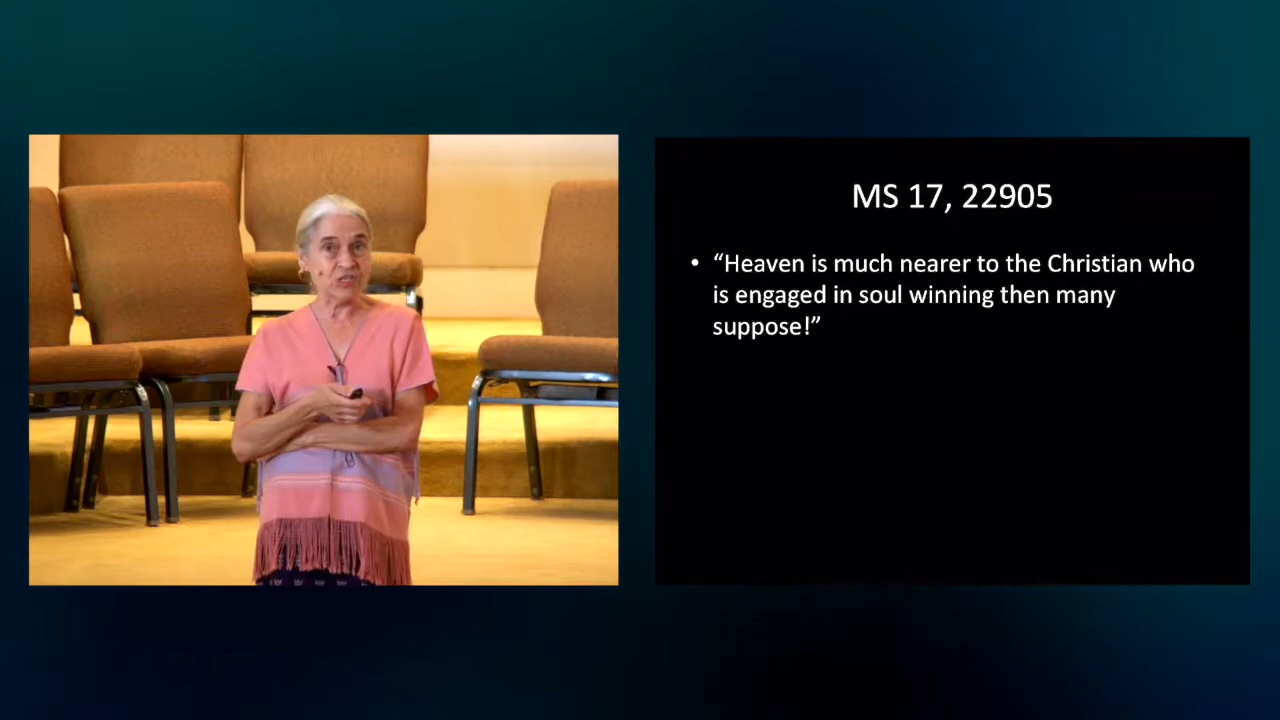 MS 17, 22905
• “Heaven is much nearer to the Christian who
is engaged in soul winning then many
suppose!”